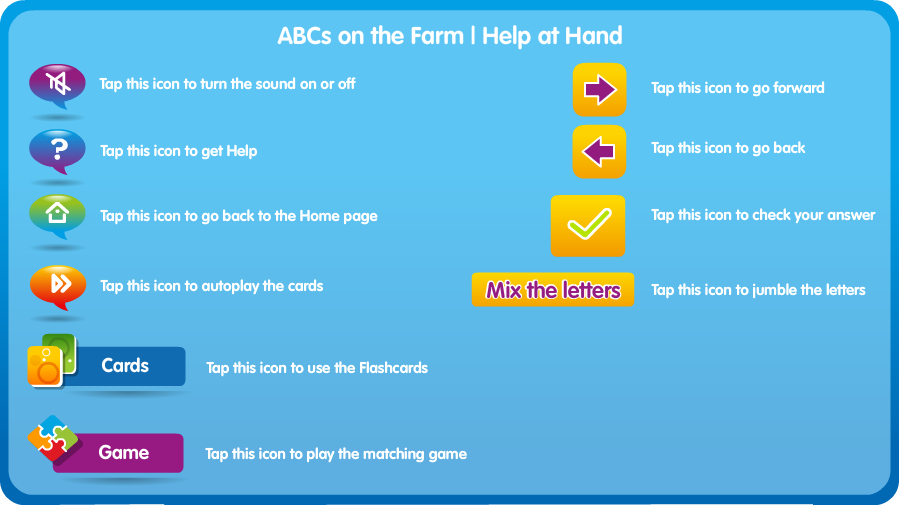 ABCs on the Farm | Help at Hand
Tap this icon to turn the sound on or off
? Tap this icon to get Help
Tap this icon to go back to the Home page
Tap this icon to autoplay the cards
Cards Tap this icon to use the Flashcards
Game Tap this icon to play the matching game
Tap this icon to go forward
Tap this icon to go back
Tap this icon to check your answer
Mix the letters Tap this icon to jumble the letters